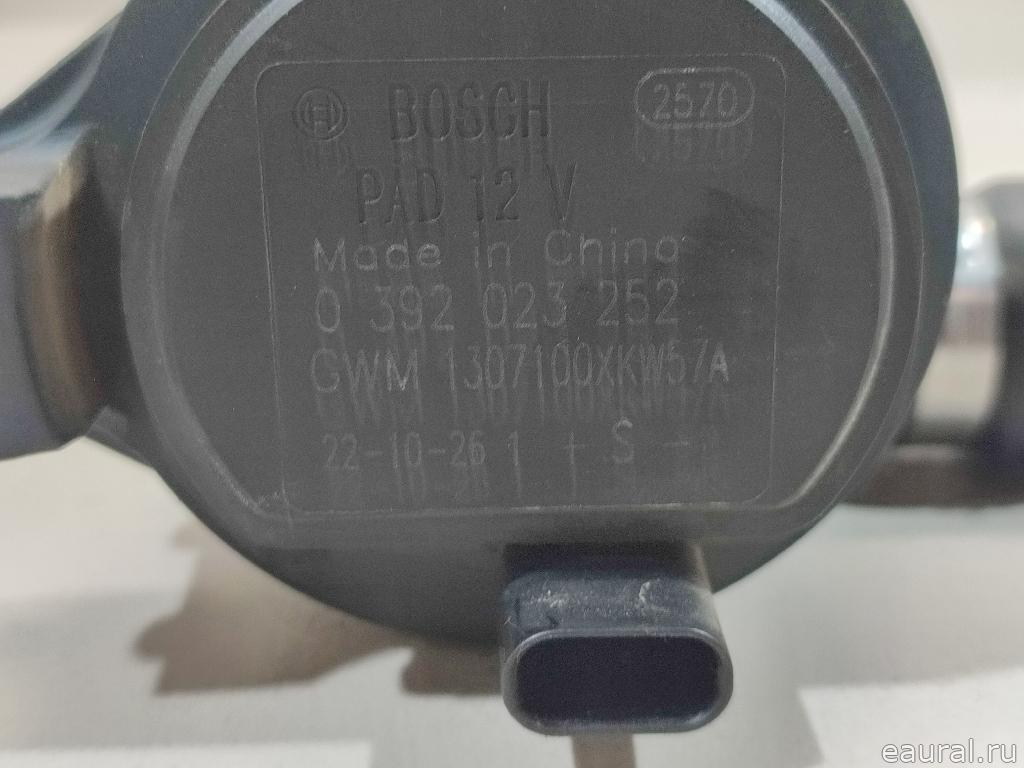 BOSCH 2570
PAD 12 V
Made in China
0 392 023 252
GWM 1307100XKW57A
22-10-26 1 + S -
eaural.ru